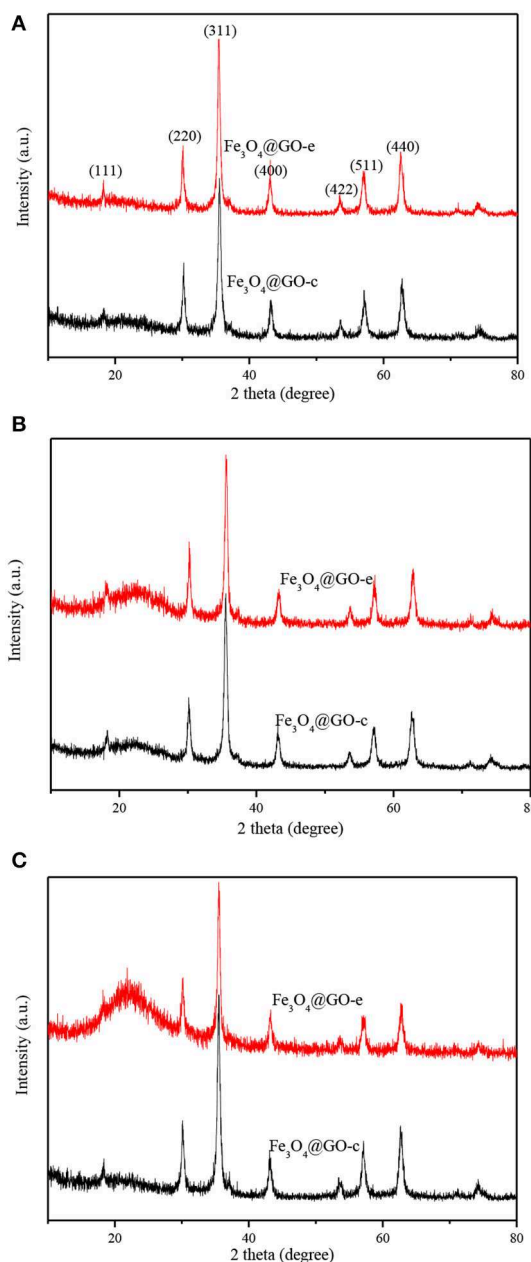 A
(311)
(220)
Fe₃O₄@GO-e
(440)
(111)
(400)
(511)
(422)
Fe₃O₄@GO-c
Intensity (a.u.)
20
40
60
80
2 theta (degree)
B
Fe₃O₄@GO-e
Fe₃O₄@GO-c
Intensity (a.u.)
20
40
60
8
2 theta (degree)
C
Fe₃O₄@GO-e
Fe₃O₄@GO-c
Intensity (a.u.)
20
40
60
80
2 theta (degree)